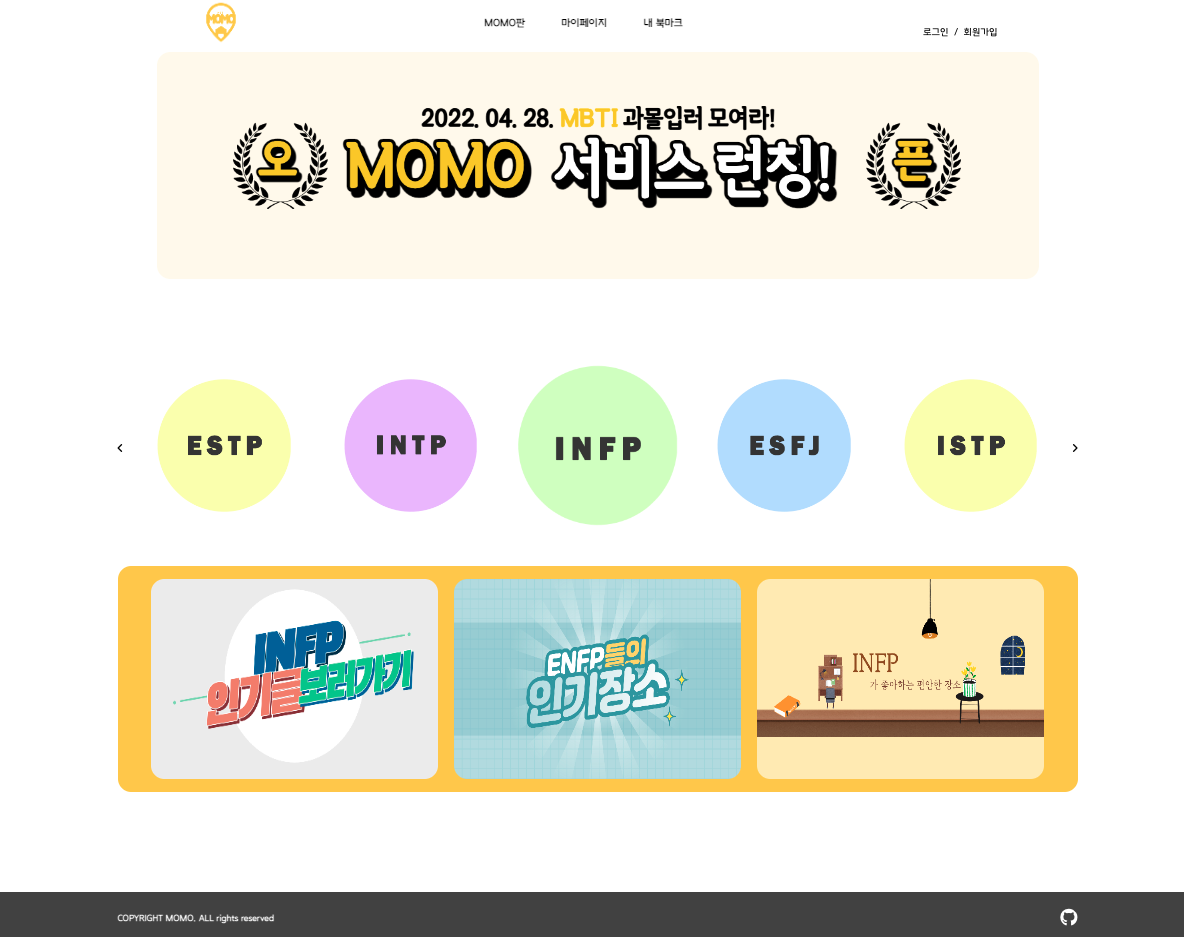 MOMO
MOMO판
마이페이지
내 북마크
로그인 / 회원가입
2022. 04. 28. MBTI 과몰입러 모여라!
오 MOMO 서비스 런칭! 픈
ESTP
INTP
INFP
ESFJ
ISTP
INFP
인기글보러가기
ENFP들의
인기장소
INFP
가 좋아하는 편안한 장소
COPYRIGHT MOMO. ALL rights reserved